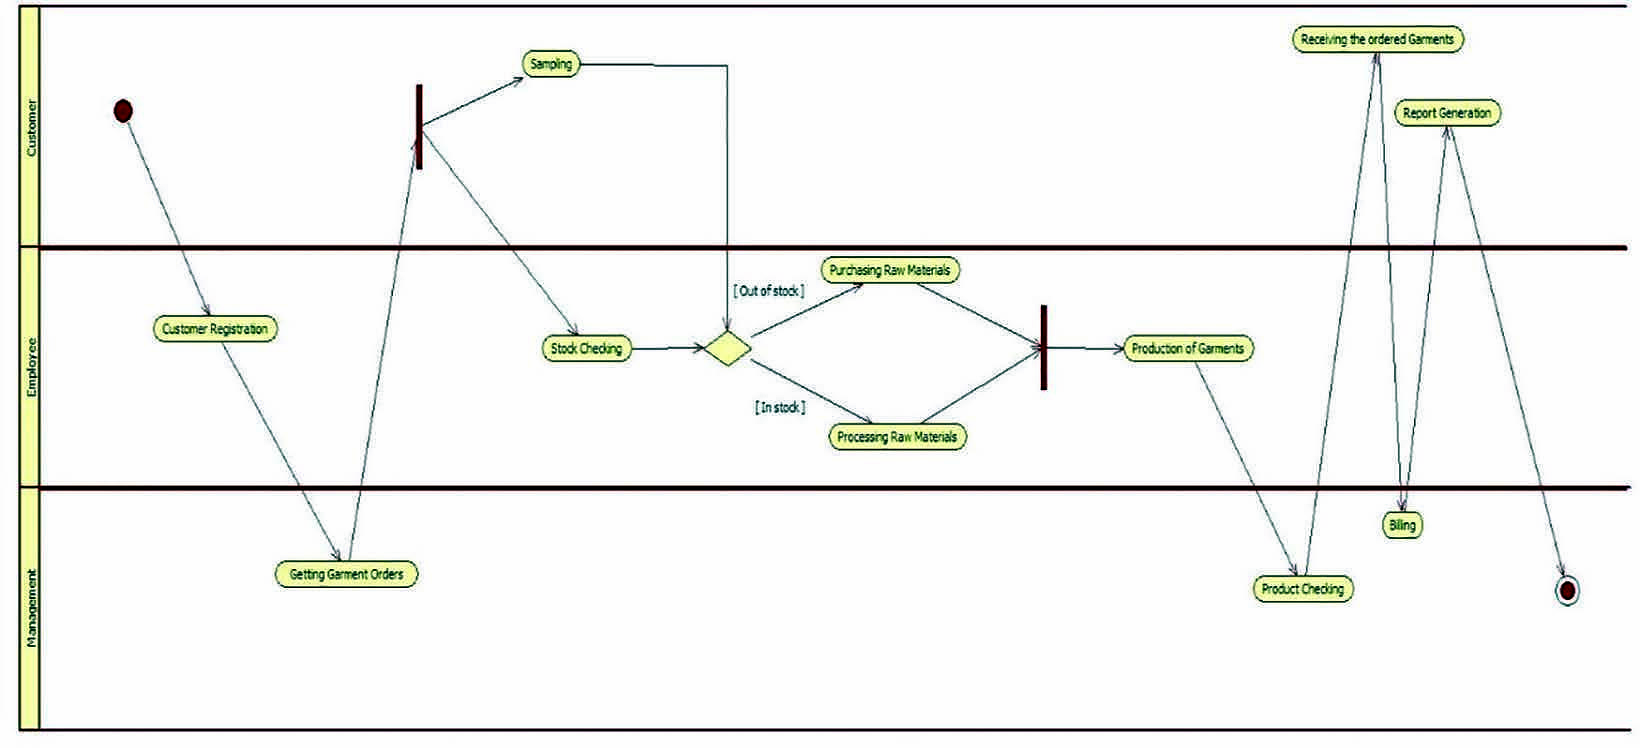 Customer
Sampling
Receiving the ordered Garments
Report Generation
Employee
Customer Registration
Stock Checking
[ Out of stock ]
Purchasing Raw Materials
[ In stock ]
Processing Raw Materials
Production of Garments
Management
Getting Garment Orders
Billing
Product Checking